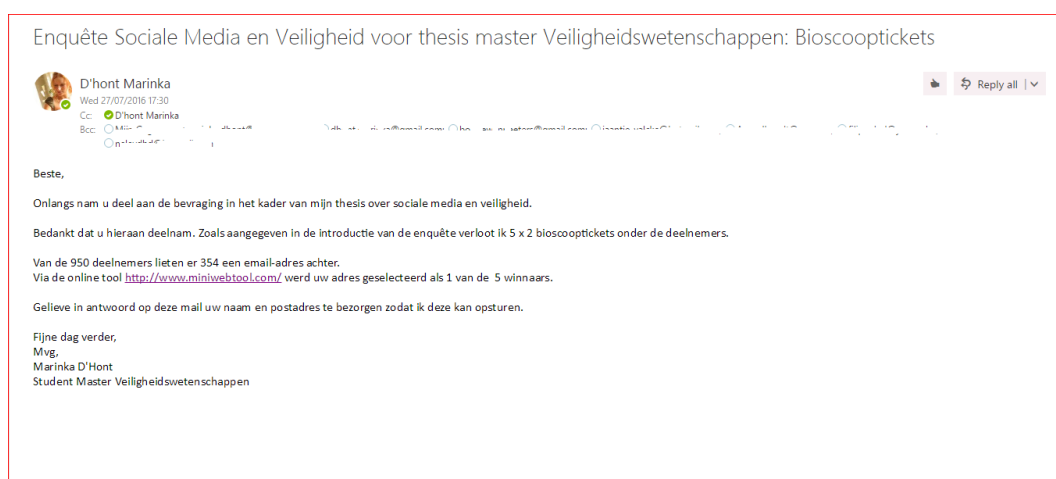 Enquête Sociale Media en Veiligheid voor thesis master Veiligheidswetenschappen: Bioscooptickets
D'hont Marinka
Reply all
Wed 27/07/2016 17:30
Cc: D'hont Marinka
Bcc:
Beste,
Onlangs nam u deel aan de bevraging in het kader van mijn thesis over sociale media en veiligheid.
Bedankt dat u hieraan deelnam. Zoals aangegeven in de introductie van de enquête verloot ik 5 x 2 bioscooptickets onder de deelnemers.
Van de 950 deelnemers lieten er 354 een email-adres achter.
Via de online tool http://www.miniwebtool.com/ werd uw adres geselecteerd als 1 van de 5 winnaars.
Gelieve in antwoord op deze mail uw naam en postadres te bezorgen zodat ik deze kan opsturen.
Fijne dag verder,
Mvg,
Marinka D'Hont
Student Master Veiligheidswetenschappen